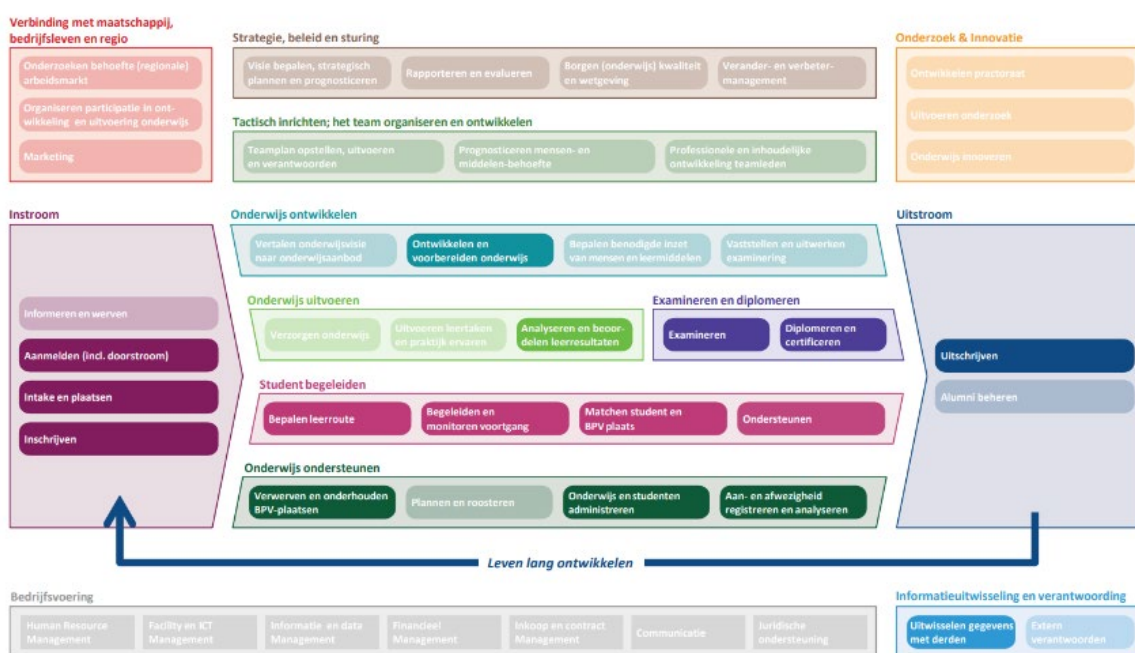 Verbinding met maatschappij,
bedrijfsleven en regio
Onderzoeken behoefte (regionale)
arbeidsmarkt
Organiseren participatie in ont-
wikkeling en uitvoering onderwijs
Marketing
Strategie, beleid en sturing
Visie bepalen, strategisch
plannen en prognosticeren
Rapporteren en evalueren
Borgen (onderwijs) kwaliteit
en wetgeving
Verander- en verbeter-
management
Tactisch inrichten; het team organiseren en ontwikkelen
Teamplan opstellen, uitvoeren
en verantwoorden
Prognosticeren mensen- en
middelen-behoefte
Professionele en inhoudelijke
ontwikkeling teamleden
Onderzoek & Innovatie
Ontwikkelen practoraat
Uitvoeren onderzoek
Onderwijs innoveren
Instroom
Informeren en werven
Aanmelden (incl. doorstroom)
Intake en plaatsen
Inschrijven
Onderwijs ontwikkelen
Vertalen onderwijsvisie
naar onderwijsaanbod
Ontwikkelen en
voorbereiden onderwijs
Bepalen benodigde inzet
van mensen en leermiddelen
Vaststellen en uitwerken
examinering
Onderwijs uitvoeren
Verzorgen onderwijs
Uitvoeren leertaken
en praktijk ervaren
Analyseren en beoor-
delen leerresultaten
Examineren en diplomeren
Examineren
Diplomeren en
certificeren
Student begeleiden
Bepalen leerroute
Begeleiden en
monitoren voortgang
Matchen student en
BPV plaats
Ondersteunen
Onderwijs ondersteunen
Verwerven en onderhouden
BPV-plaatsen
Plannen en roosteren
Onderwijs en studenten
administreren
Aan- en afwezigheid
registreren en analyseren
Uitstroom
Uitschrijven
Alumni beheren
Leven lang ontwikkelen
Bedrijfsvoering
Human Resource
Management
Facility en ICT
Management
Informatie en data
Management
Financieel
Management
Inkoop en contract
Management
Communicatie
Juridische
ondersteuning
Informatieuitwisseling en verantwoording
Uitwisselen gegevens
met derden
Extern
verantwoorden